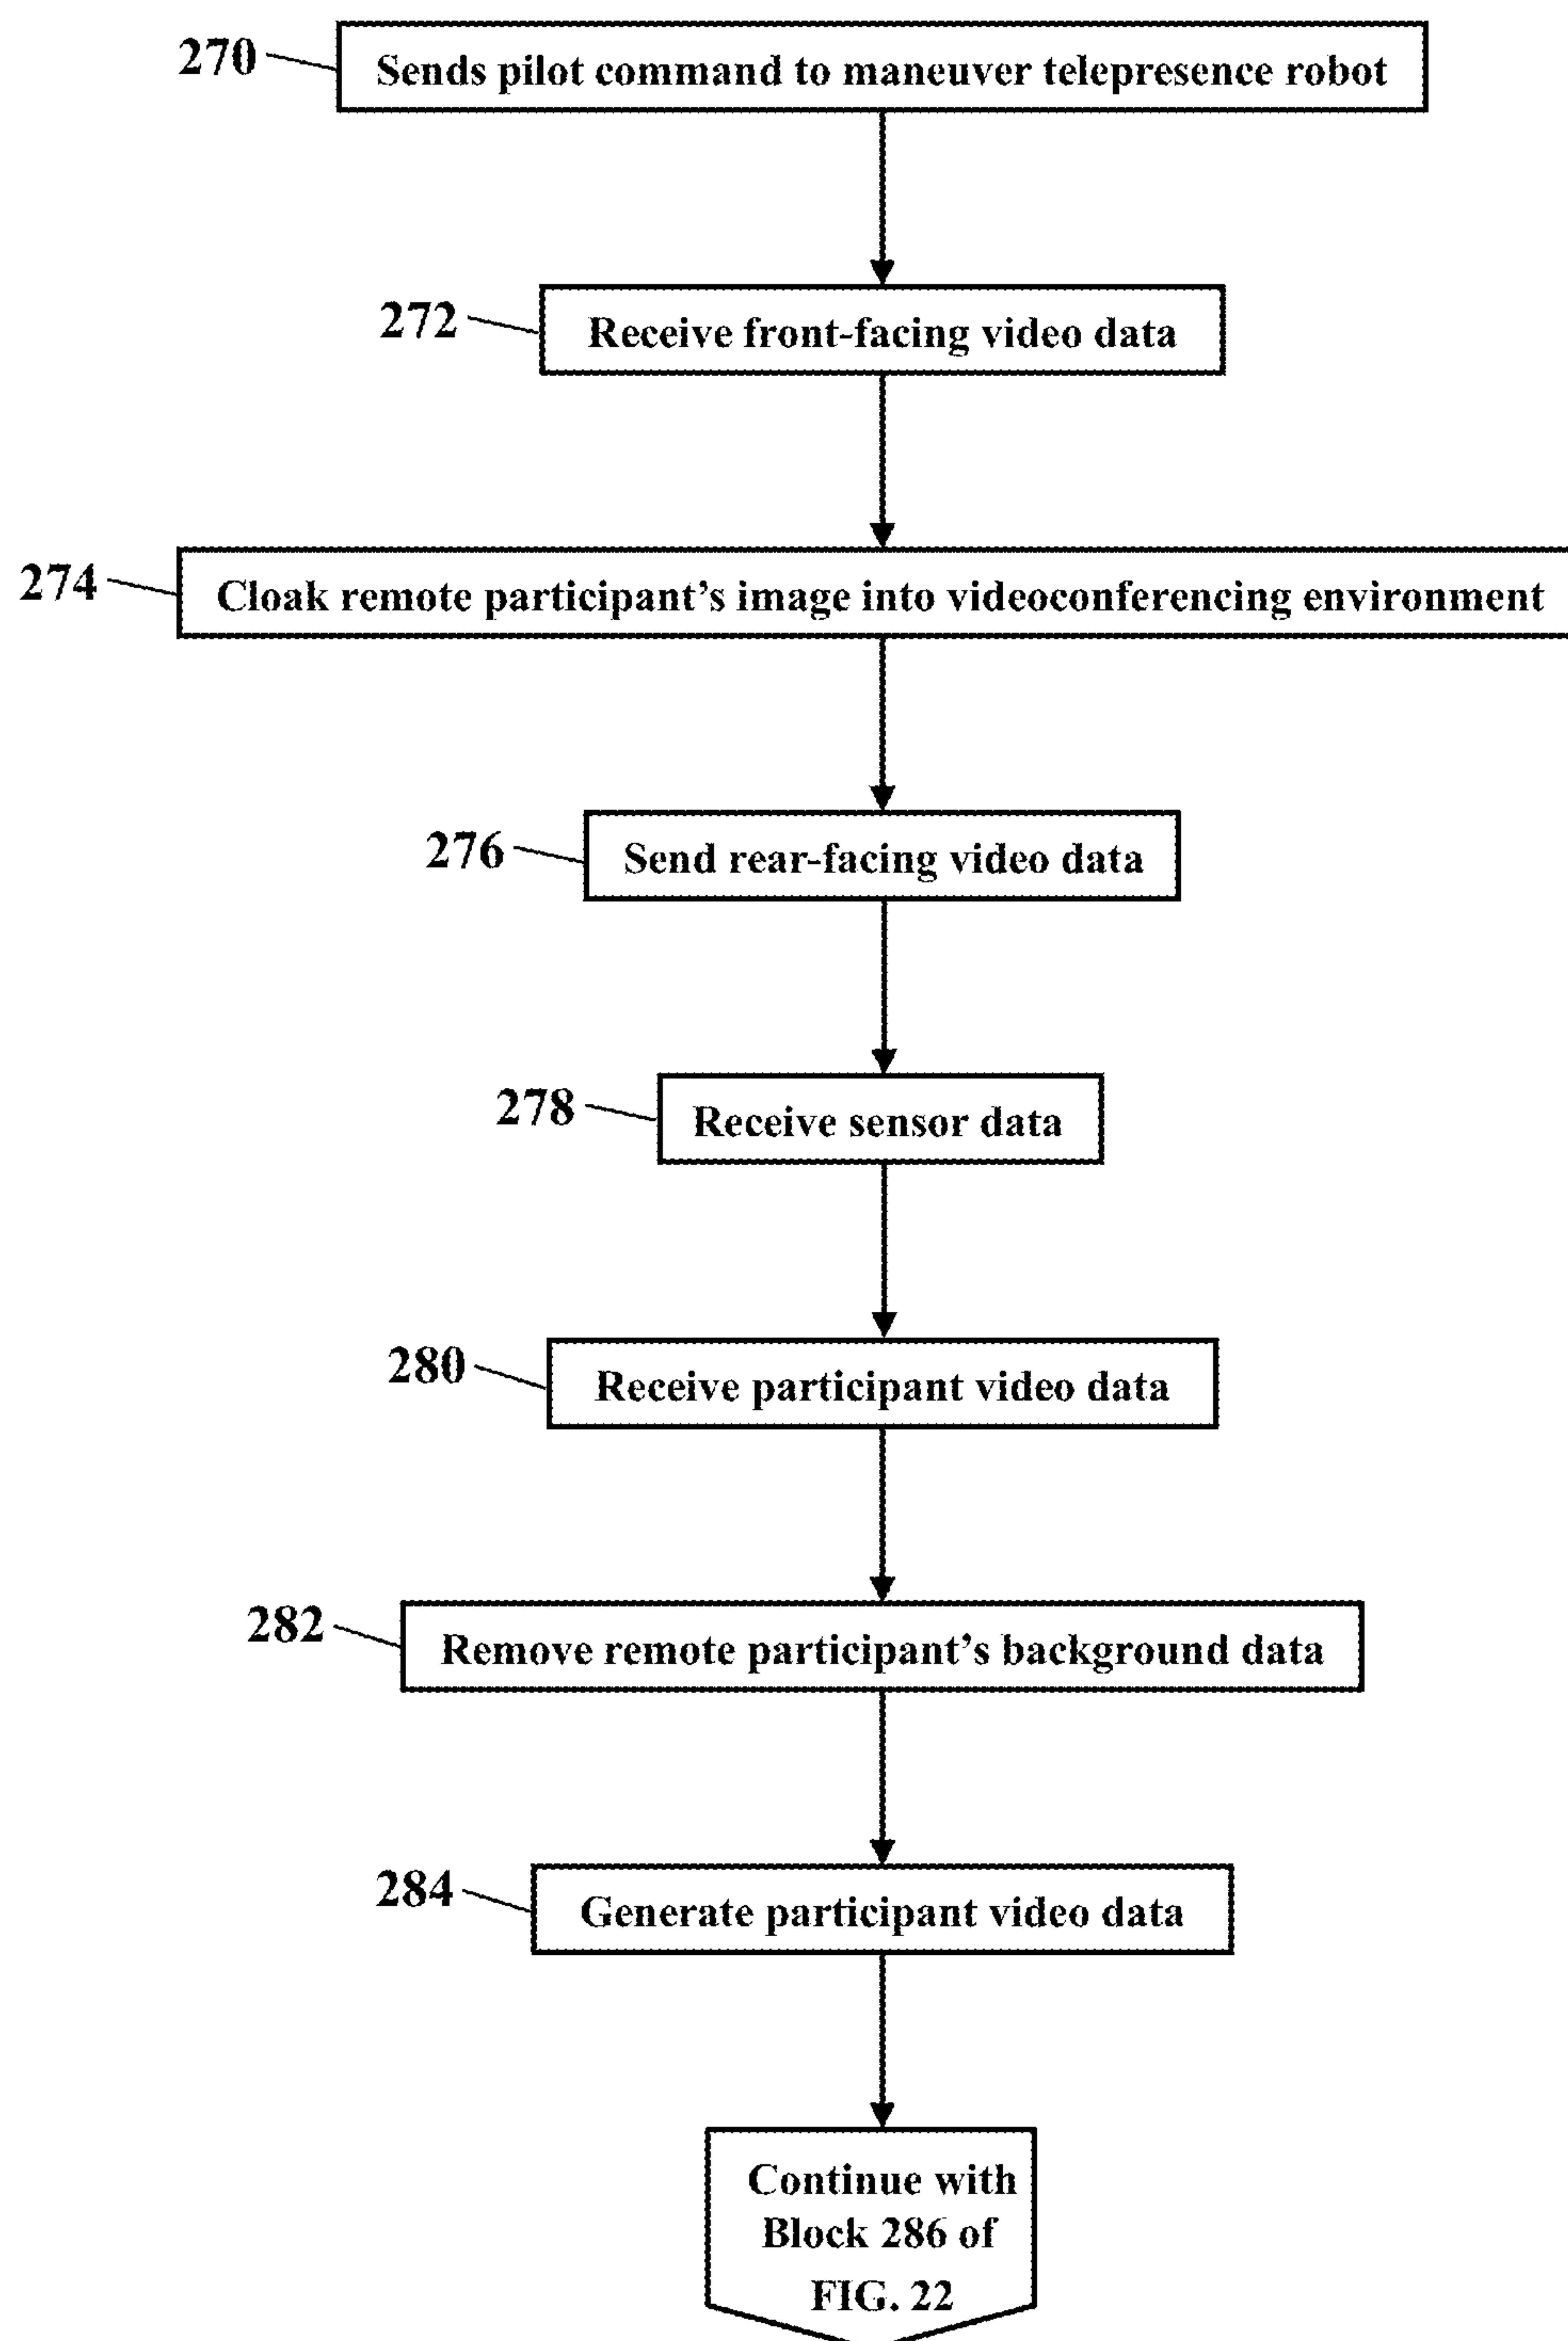 270
Sends pilot command to maneuver telepresence robot
272
Receive front-facing video data
274
Cloak remote participant’s image into videoconferencing environment
276
Send rear-facing video data
278
Receive sensor data
280
Receive participant video data
282
Remove remote participant’s background data
284
Generate participant video data
Continue with
Block 286 of
FIG. 22